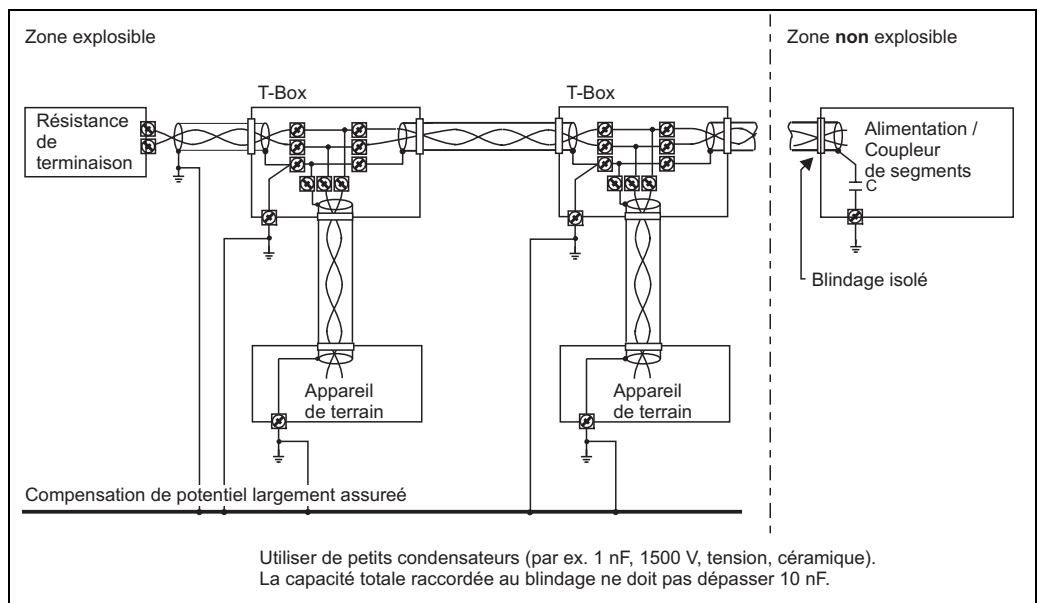 Zone explosible
Zone non explosible
T-Box
T-Box
Résistance
de
terminaison
Alimentation /
Coupleur
de segments
C
Blindage isolé
Appareil
de terrain
Appareil
de terrain
Compensation de potentiel largement assureé
Utiliser de petits condensateurs (par ex. 1 nF, 1500 V, tension, céramique).
La capacité totale raccordée au blindage ne doit pas dépasser 10 nF.